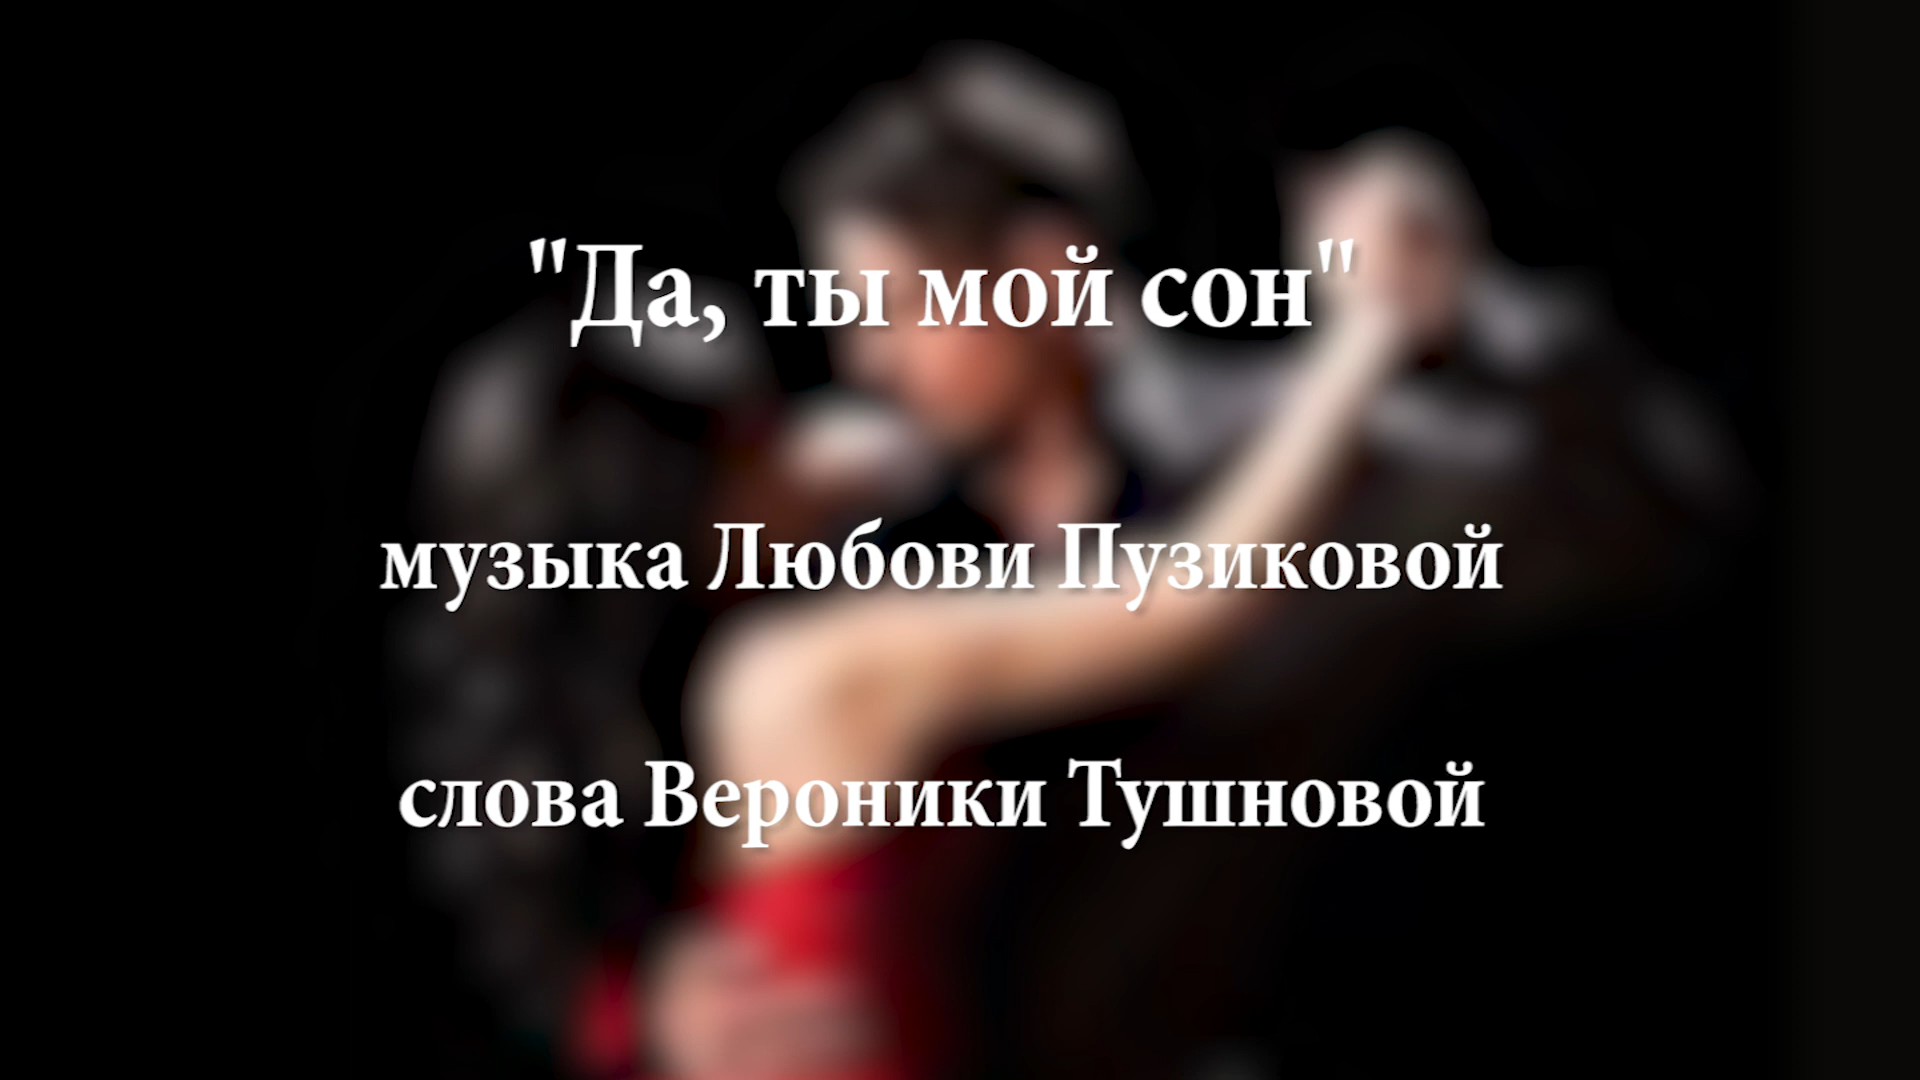 "Да, ты мой сон"
музыка Любови Пузиковой
слова Вероники Тушновой